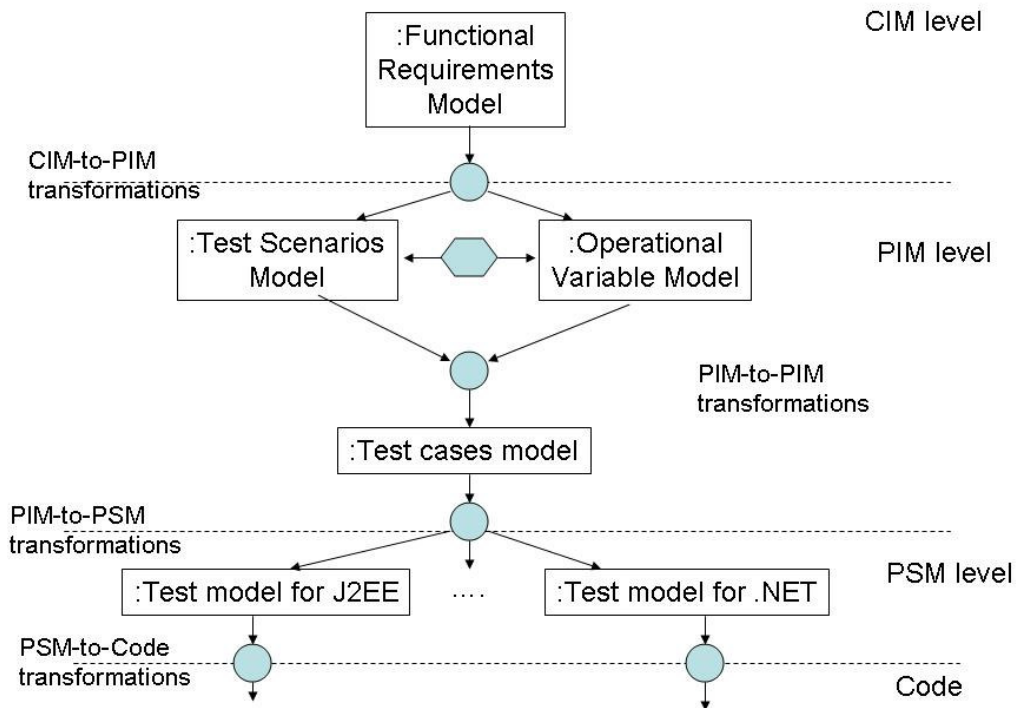 CIM level
:Functional
Requirements
Model
CIM-to-PIM
transformations
:Test Scenarios
Model
:Operational
Variable Model
PIM level
PIM-to-PIM
transformations
:Test cases model
PIM-to-PSM
transformations
PSM level
:Test model for J2EE
....
:Test model for .NET
PSM-to-Code
transformations
Code